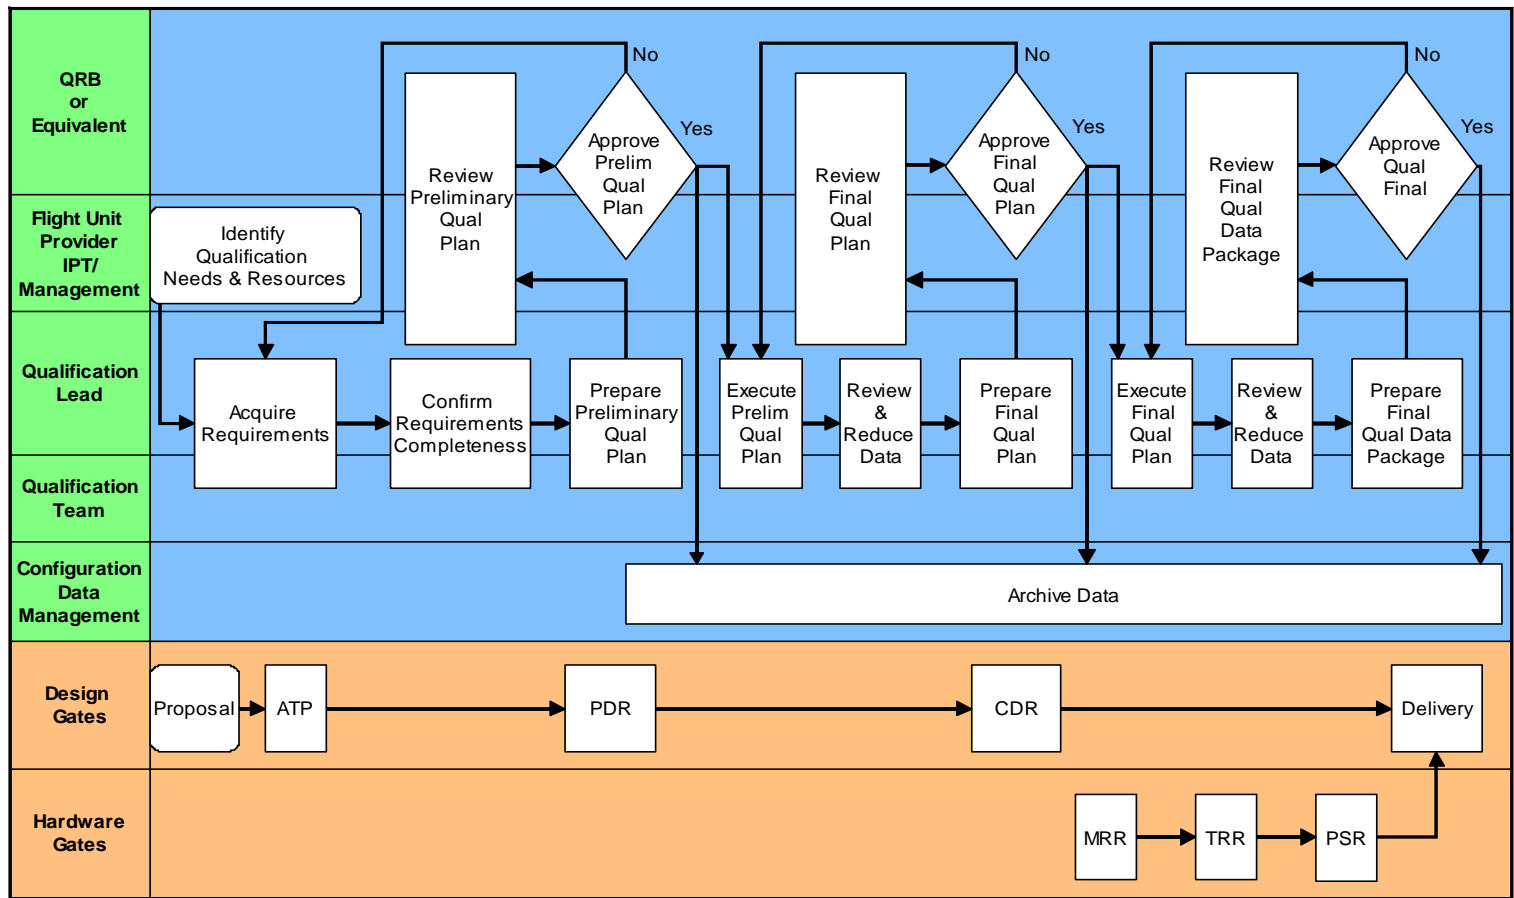 QRB
or
Equivalent
No
Review
Preliminary
Qual
Plan
Approve
Prelim
Qual
Plan
Yes
No
Review
Final
Qual
Plan
Approve
Final
Qual
Plan
Yes
No
Review
Final
Qual
Data
Package
Approve
Qual
Final
Yes
Flight Unit
Provider
IPT/
Management
Identify
Qualification
Needs & Resources
Qualification
Lead
Acquire
Requirements
Confirm
Requirements
Completeness
Prepare
Preliminary
Qual
Plan
Execute
Prelim
Qual
Plan
Review
&
Reduce
Data
Prepare
Final
Qual
Plan
Execute
Final
Qual
Plan
Review
&
Reduce
Data
Prepare
Final
Qual Data
Package
Qualification
Team
Configuration
Data
Management
Archive Data
Design
Gates
Proposal
ATP
PDR
CDR
Delivery
Hardware
Gates
MRR
TRR
PSR